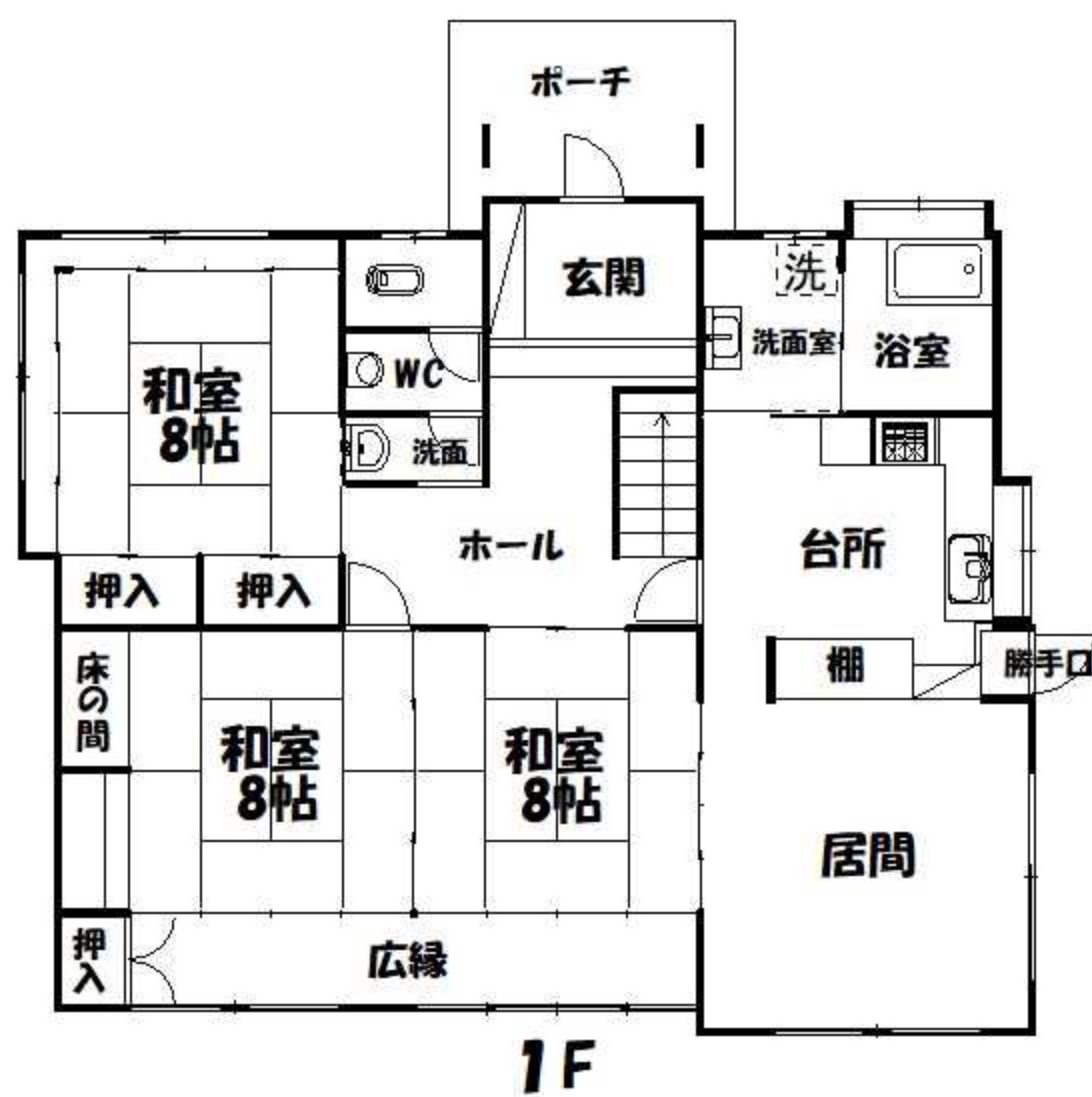 ポーチ
玄関
洗
洗面室
浴室
和室
8帖
WC
洗面
ホール
台所
押入
押入
棚
勝手口
床の間
和室
8帖
和室
8帖
居間
押入
広縁
1F